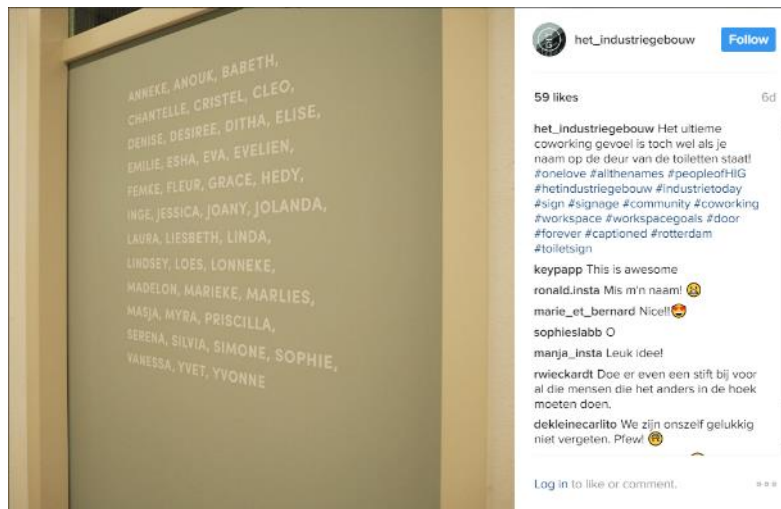 ANNEKE, ANOUK, BABETH,
CHANTELLE, CRISTEL, CLEO,
DENISE, DESIREE, DITHA, ELISE,
EMILIE, ESHA, EVA, EVELIEN,
FEMKE, FLEUR, GRACE, HEDY,
INGE, JESSICA, JOANY, JOLANDA,
LAURA, LIESBETH, LINDA,
LINDSEY, LOES, LONNEKE,
MADELON, MARIEKE, MARLIES,
MASJA, MYRA, PRISCILLA,
SERENA, SILVIA, SIMONE, SOPHIE,
VANESSA, YVET, YVONNE
het_industriegebouw
Follow
59 likes
6d
het_industriegebouw Het ultieme
coworking gevoel is toch wel als je
naam op de deur van de toiletten staat!
#onelove #allthenames #peopleofHIG
#hetindustriegebouw #industrietoday
#sign #signage #community #coworking
#workspace #workspacegoals #door
#forever #captioned #rotterdam
#toiletsign
keypapp This is awesome
ronald.insta Mis m'n naam! 😫
marie_et_bernard Nice!!😍
sophieslabb O
manja_insta Leuk idee!
rwieckardt Doe er even een stift bij voor
al die mensen die het anders in de hoek
moeten doen.
dekleinecarlito We zijn onszelf gelukkig
niet vergeten. Pfew! 😊
Log in to like or comment.